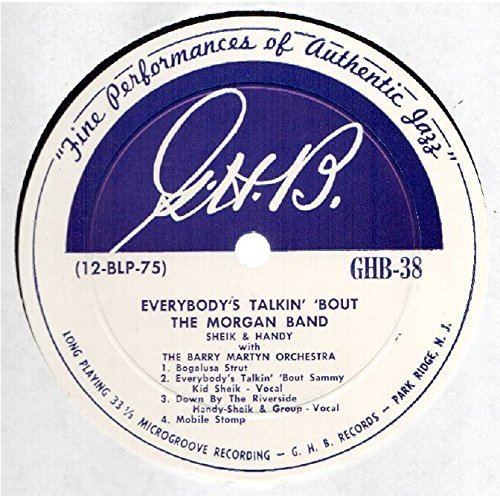 "Fine Performances of Authentic Jazz"
G.H.B.
(12-BLP-75) GHB-38
EVERYBODY'S TALKIN' 'BOUT
THE MORGAN BAND
SHEIK & HANDY
with
THE BARRY MARTYN ORCHESTRA
1. Bogalusa Strut
2. Everybody's Talkin' 'Bout Sammy
Kid Sheik - Vocal
3. Down By The Riverside
Handy-Sheik & Group - Vocal
4. Mobile Stomp
LONG PLAYING 33 1/3 MICROGROOVE RECORDING - G. H. B. RECORDS - PARK RIDGE, N. J.